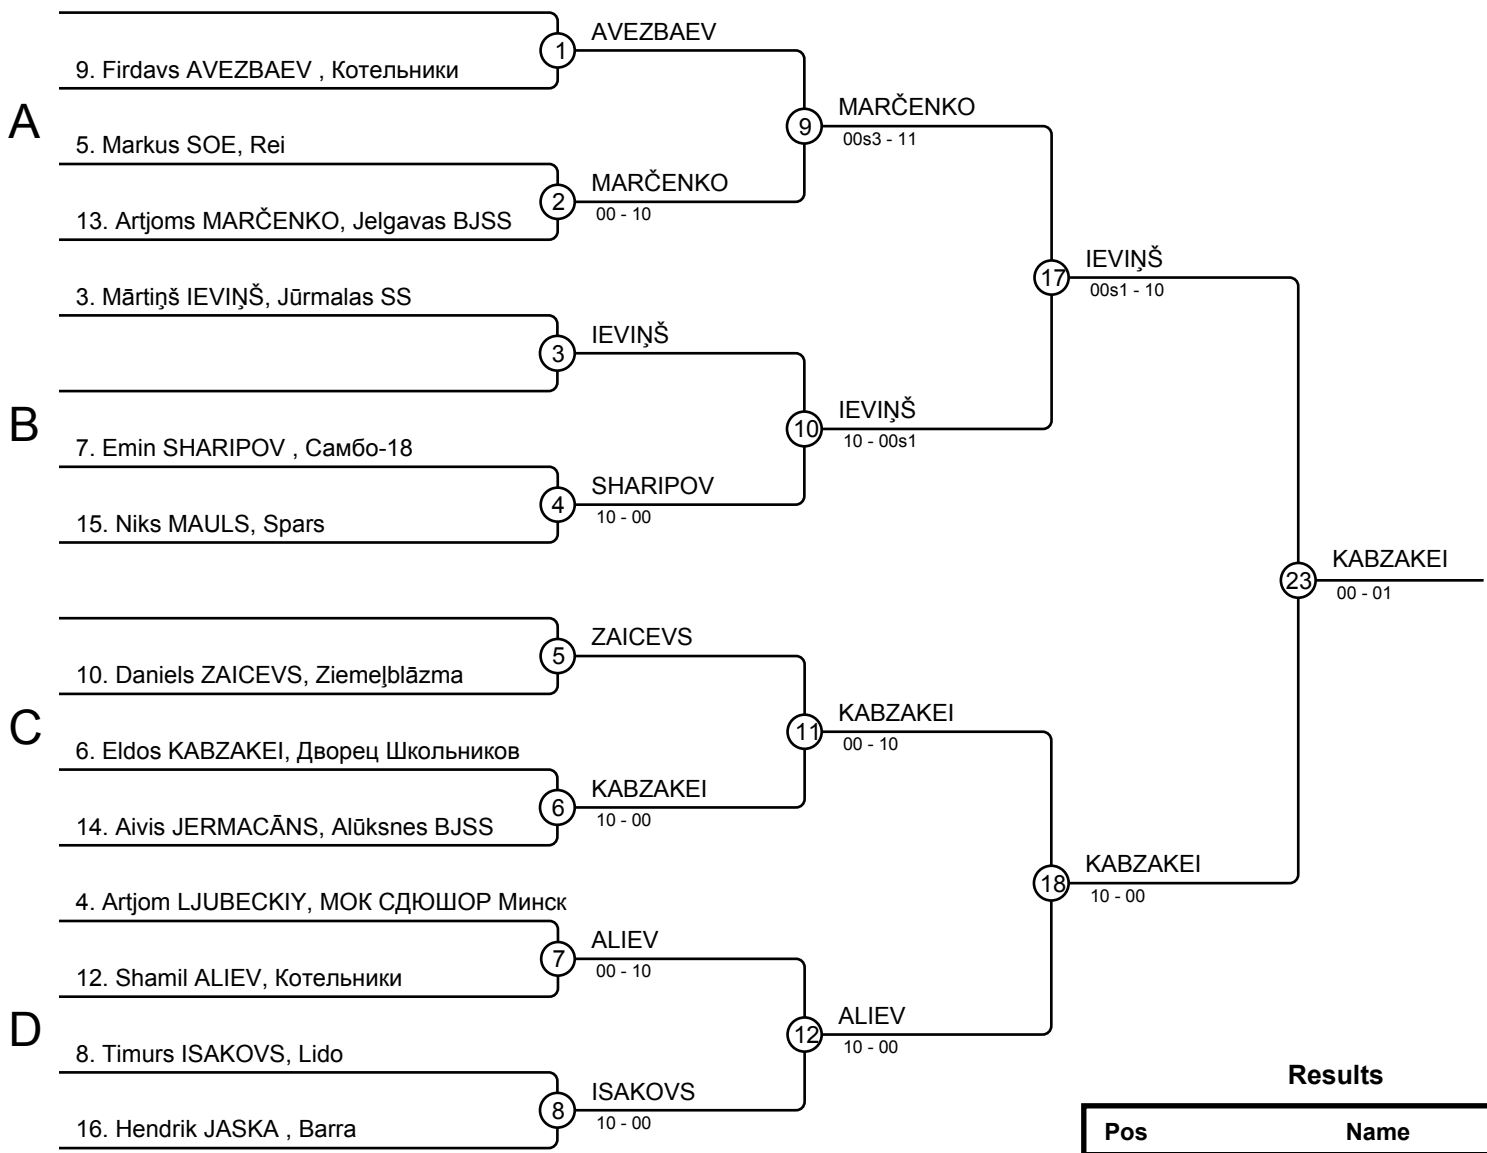 AVEZBAEV
1
9. Firdavs AVEZBAEV , Котельники
A
MARČENKO
9
00s3 - 11
5. Markus SOE, Rei
MARČENKO
2
00 - 10
13. Artjoms MARČENKO, Jelgavas BJSS
IEVIŅŠ
17
00s1 - 10
3. Mārtiņš IEVIŅŠ, Jūrmalas SS
IEVIŅŠ
3
B
IEVIŅŠ
10
10 - 00s1
7. Emin SHARIPOV , Самбо-18
SHARIPOV
4
10 - 00
15. Niks MAULS, Spars
KABZAKEI
23
00 - 01
ZAICEVS
5
10. Daniels ZAICEVS, Ziemeļblāzma
C
KABZAKEI
11
00 - 10
6. Eldos KABZAKEI, Дворец Школьников
KABZAKEI
6
10 - 00
14. Aivis JERMACĀNS, Alūksnes BJSS
KABZAKEI
18
10 - 00
4. Artjom LJUBECKIY, МОК СДЮШОР Минск
ALIEV
7
00 - 10
12. Shamil ALIEV, Котельники
D
ALIEV
12
10 - 00
8. Timurs ISAKOVS, Lido
ISAKOVS
8
10 - 00
16. Hendrik JASKA , Barra
Results
Pos Name